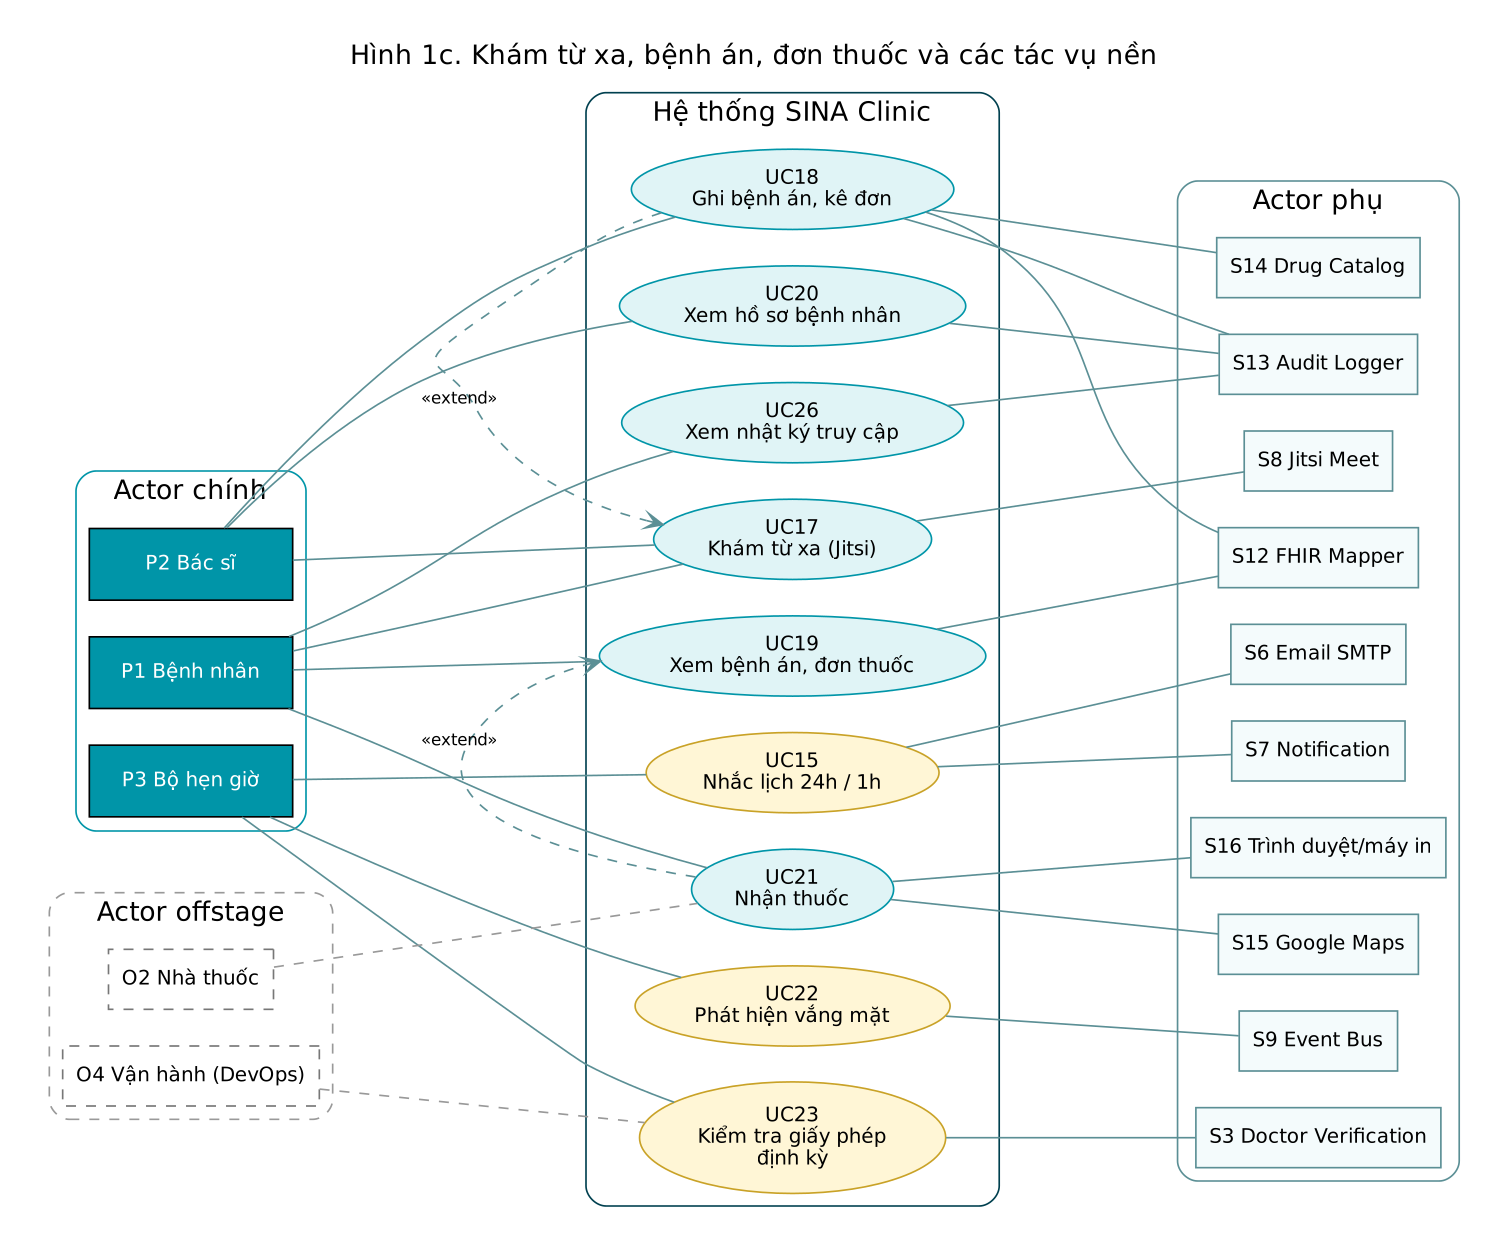 Hình 1c. Khám từ xa, bệnh án, đơn thuốc và các tác vụ nền
Actor chính
P2 Bác sĩ
P1 Bệnh nhân
P3 Bộ hẹn giờ
Actor offstage
O2 Nhà thuốc
O4 Vận hành (DevOps)
«extend»
«extend»
Hệ thống SINA Clinic
UC18
Ghi bệnh án, kê đơn
UC20
Xem hồ sơ bệnh nhân
UC26
Xem nhật ký truy cập
UC17
Khám từ xa (Jitsi)
UC19
Xem bệnh án, đơn thuốc
UC15
Nhắc lịch 24h / 1h
UC21
Nhận thuốc
UC22
Phát hiện vắng mặt
UC23
Kiểm tra giấy phép
định kỳ
Actor phụ
S14 Drug Catalog
S13 Audit Logger
S8 Jitsi Meet
S12 FHIR Mapper
S6 Email SMTP
S7 Notification
S16 Trình duyệt/máy in
S15 Google Maps
S9 Event Bus
S3 Doctor Verification